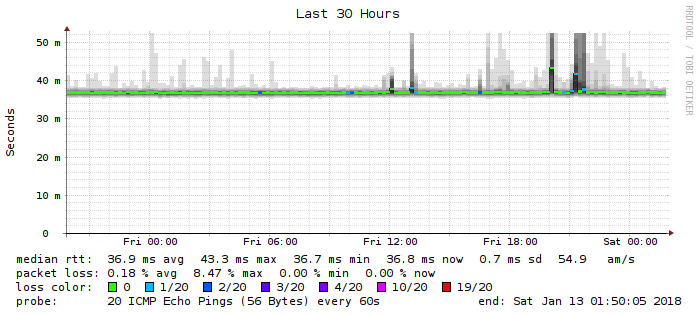 Last 30 Hours
RRDTOOL / TOBI OETIKER
Seconds
50 m
40 m
30 m
20 m
10 m
0
Fri 00:00 Fri 06:00 Fri 12:00 Fri 18:00 Sat 00:00
median rtt: 36.9 ms avg 43.3 ms max 36.7 ms min 36.8 ms now 0.7 ms sd 54.9 am/s
packet loss: 0.18 % avg 8.47 % max 0.00 % min 0.00 % now
loss color: 0 1/20 2/20 3/20 4/20 10/20 19/20
probe: 20 ICMP Echo Pings (56 Bytes) every 60s end: Sat Jan 13 01:50:05 2018